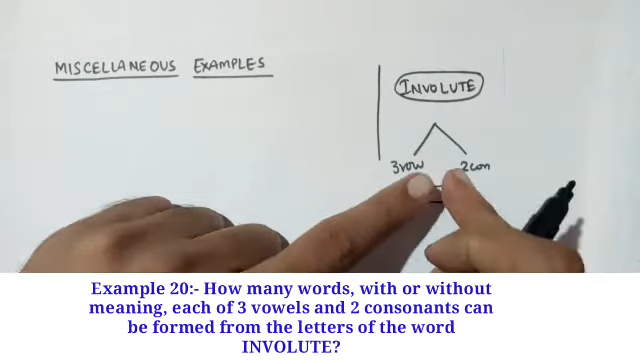 MISCELLANEOUS EXAMPLES
INVOLUTE
3 vow 2 con
Example 20:- How many words, with or without
meaning, each of 3 vowels and 2 consonants can
be formed from the letters of the word
INVOLUTE?